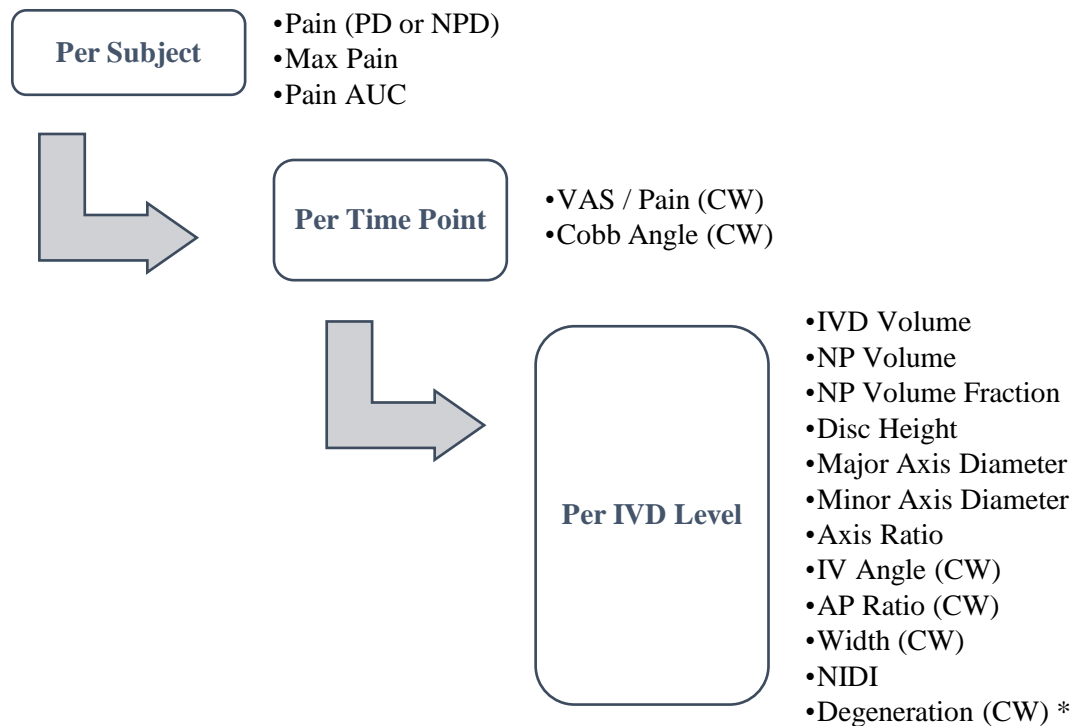 Per Subject
•Pain (PD or NPD)
•Max Pain
•Pain AUC
Per Time Point
•VAS / Pain (CW)
•Cobb Angle (CW)
Per IVD Level
•IVD Volume
•NP Volume
•NP Volume Fraction
•Disc Height
•Major Axis Diameter
•Minor Axis Diameter
•Axis Ratio
•IV Angle (CW)
•AP Ratio (CW)
•Width (CW)
•NIDI
•Degeneration (CW) *